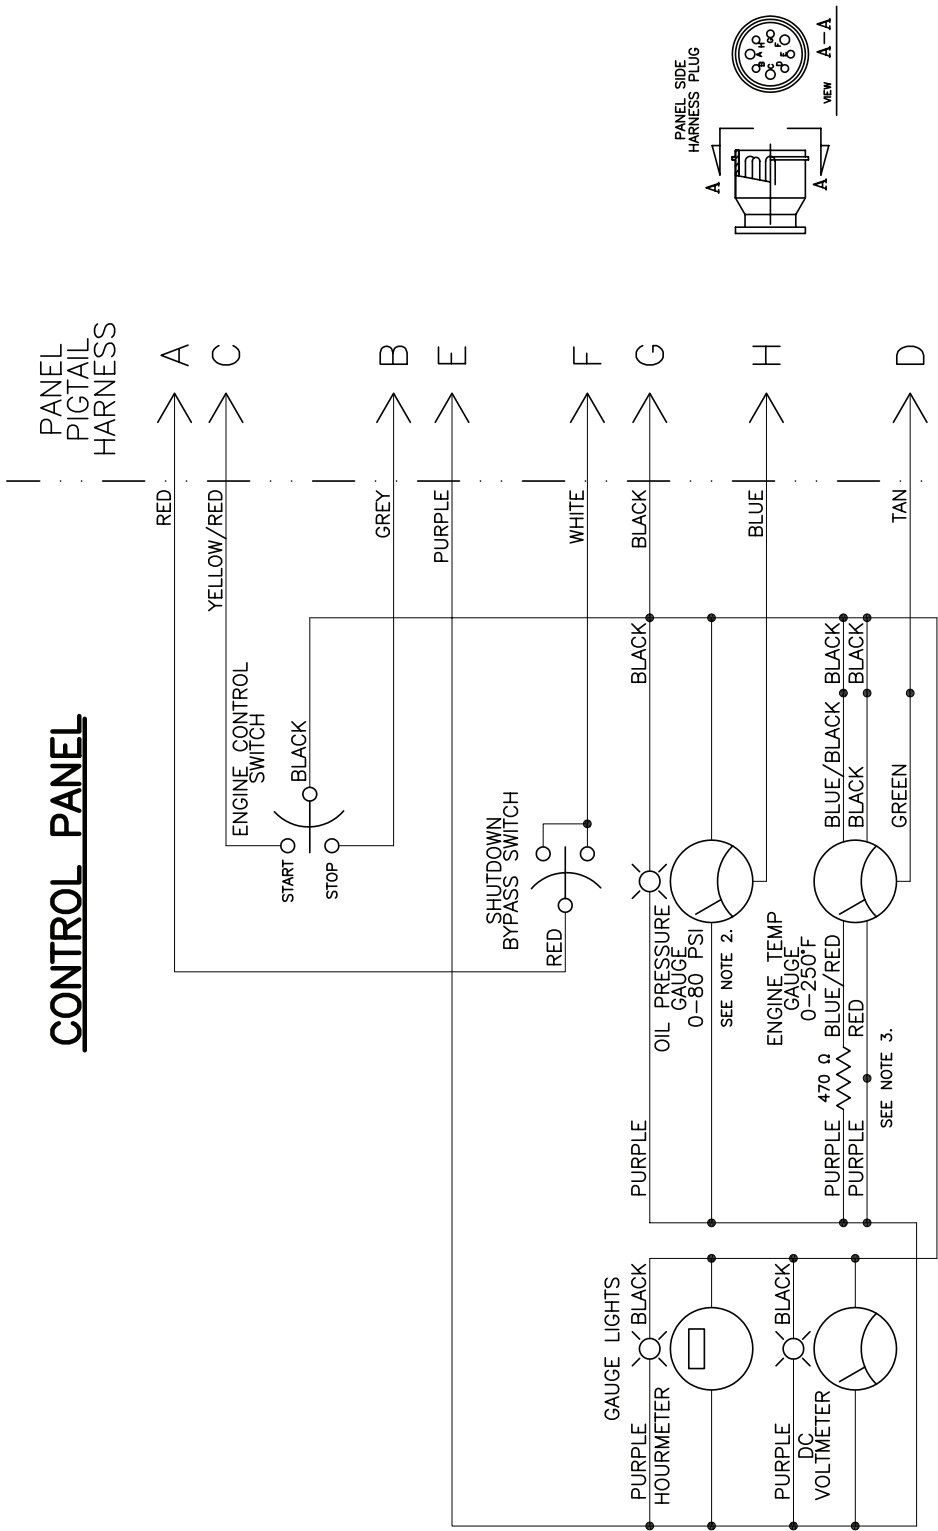 CONTROL PANEL
PANEL
PIGTAIL
HARNESS
RED
A
YELLOW/RED
C
GREY
B
PURPLE
E
WHITE
F
BLACK
G
BLUE
H
TAN
D
ENGINE CONTROL
SWITCH
BLACK
START
STOP
SHUTDOWN
BYPASS SWITCH
RED
BLACK
OIL PRESSURE
GAUGE
0-80 PSI
SEE NOTE 2.
PURPLE
ENGINE TEMP
GAUGE
0-250°F
BLUE/BLACK
BLACK
BLACK
BLACK
GREEN
BLUE/RED
RED
470 Ω
SEE NOTE 3.
PURPLE
PURPLE
GAUGE LIGHTS
BLACK
PURPLE
HOURMETER
BLACK
PURPLE
DC
VOLTMETER
PANEL SIDE
HARNESS PLUG
A
A
VIEW A-A
A
B
C
D
E
F
G
H